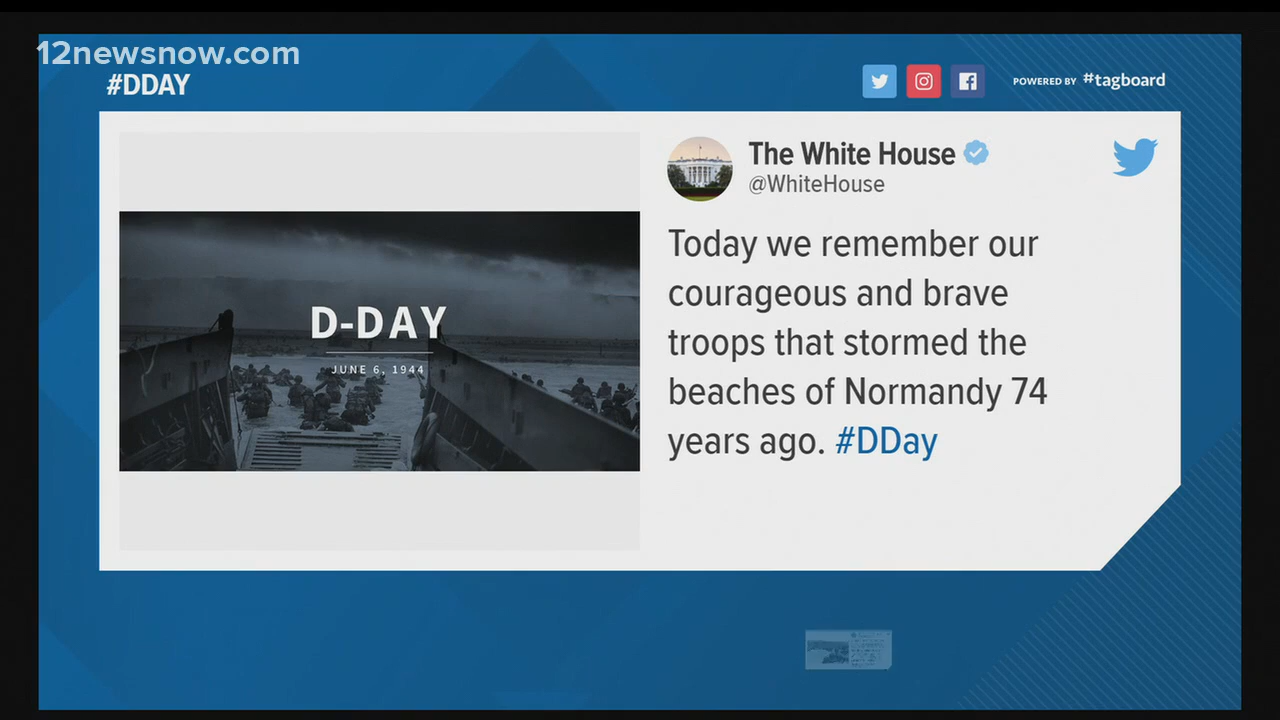 12newsnow.com
#DDAY
POWERED BY #tagboard
D-DAY
JUNE 6, 1944
The White House
@WhiteHouse
Today we remember our
courageous and brave
troops that stormed the
beaches of Normandy 74
years ago. #DDay